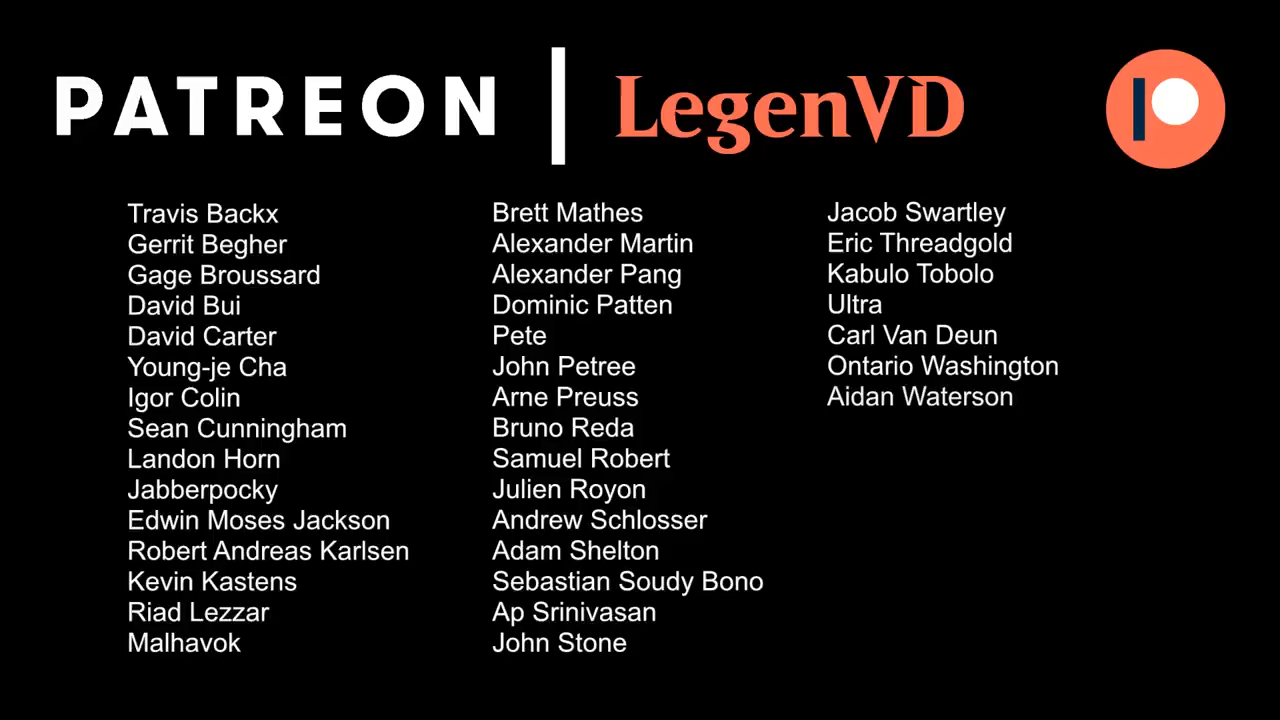 PATREON | LegenVD
Travis Backx
Gerrit Begher
Gage Broussard
David Bui
David Carter
Young-je Cha
Igor Colin
Sean Cunningham
Landon Horn
Jabberpocky
Edwin Moses Jackson
Robert Andreas Karlsen
Kevin Kastens
Riad Lezzar
Malhavok
Brett Mathes
Alexander Martin
Alexander Pang
Dominic Patten
Pete
John Petree
Arne Preuss
Bruno Reda
Samuel Robert
Julien Royon
Andrew Schlosser
Adam Shelton
Sebastian Soudy Bono
Ap Srinivasan
John Stone
Jacob Swartley
Eric Threadgold
Kabulo Tobolo
Ultra
Carl Van Deun
Ontario Washington
Aidan Waterson